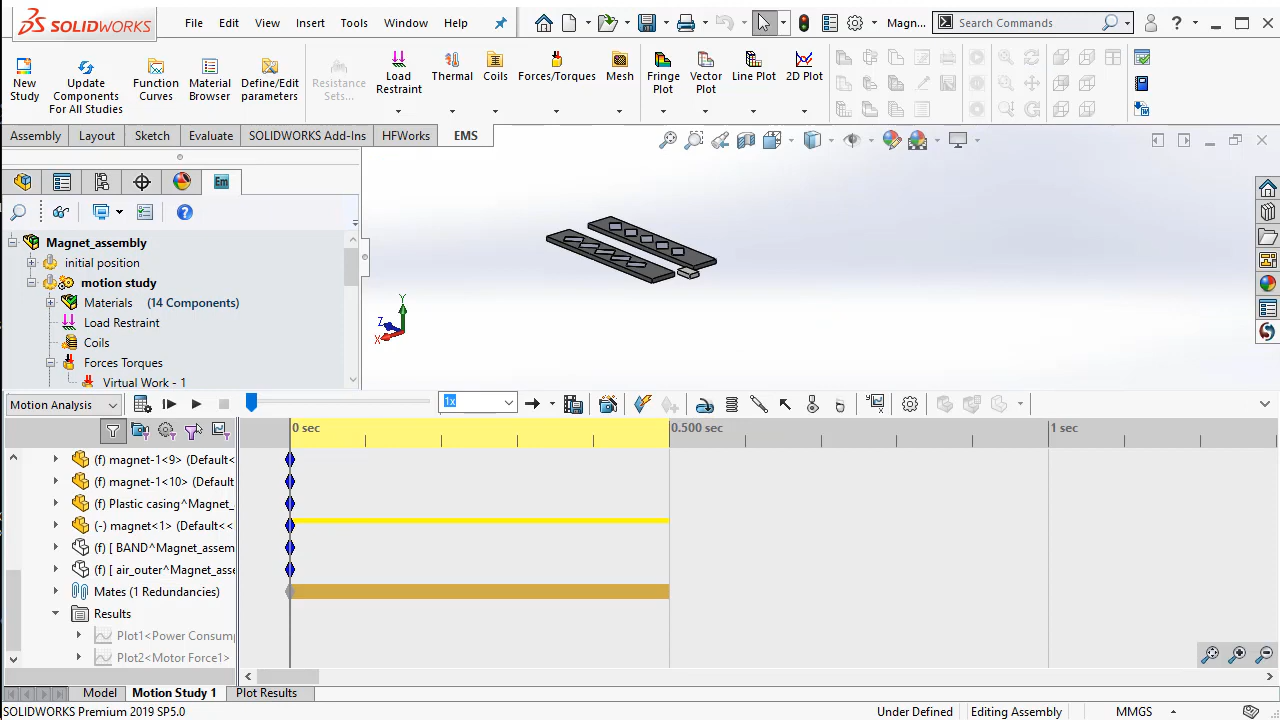 SOLIDWORKS File Edit View Insert Tools Window Help Magn... Search Commands
New Study
Update Components For All Studies
Function Curves
Material Browser
Define/Edit parameters
Resistance Sets...
Load Restraint
Thermal
Coils
Forces/Torques
Mesh
Fringe Plot
Vector Plot
Line Plot
2D Plot
Assembly Layout Sketch Evaluate SOLIDWORKS Add-Ins HFWorks EMS
Em
Magnet_assembly
initial position
motion study
Materials (14 Components)
Load Restraint
Coils
Forces Torques
Virtual Work - 1
Y
Z
X
Motion Analysis 1x
0 sec 0.500 sec 1 sec
(f) magnet-1<9> (Default<
(f) magnet-1<10> (Default
(f) Plastic casing^Magnet_
(-) magnet<1> (Default<<
(f) [ BAND^Magnet_assem
(f) [ air_outer^Magnet_asse
Mates (1 Redundancies)
Results
Plot1<Power Consump
Plot2<Motor Force1>
Model Motion Study 1 Plot Results
SOLIDWORKS Premium 2019 SP5.0 Under Defined Editing Assembly MMGS